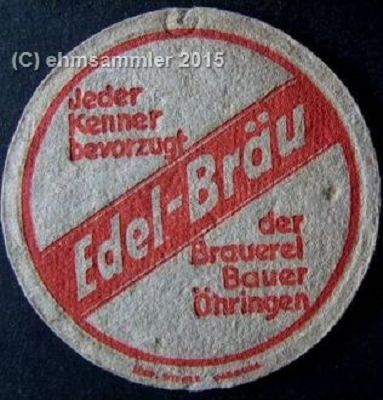 (C) ehmsammler 2015
Jeder
Kenner
bevorzugt
Edel-Bräu
der
Brauerei
Bauer
Öhringen